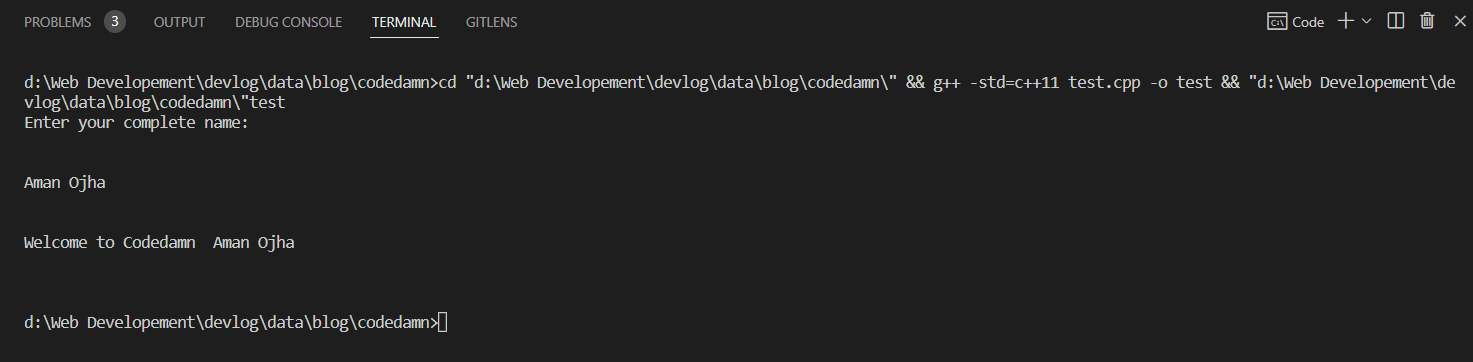 PROBLEMS 3 OUTPUT DEBUG CONSOLE TERMINAL GITLENS Code
d:\Web Developement\devlog\data\blog\codedamn>cd "d:\Web Developement\devlog\data\blog\codedamn\" && g++ -std=c++11 test.cpp -o test && "d:\Web Developement\de
vlog\data\blog\codedamn\"test
Enter your complete name:
Aman Ojha
Welcome to Codedamn  Aman Ojha
d:\Web Developement\devlog\data\blog\codedamn>